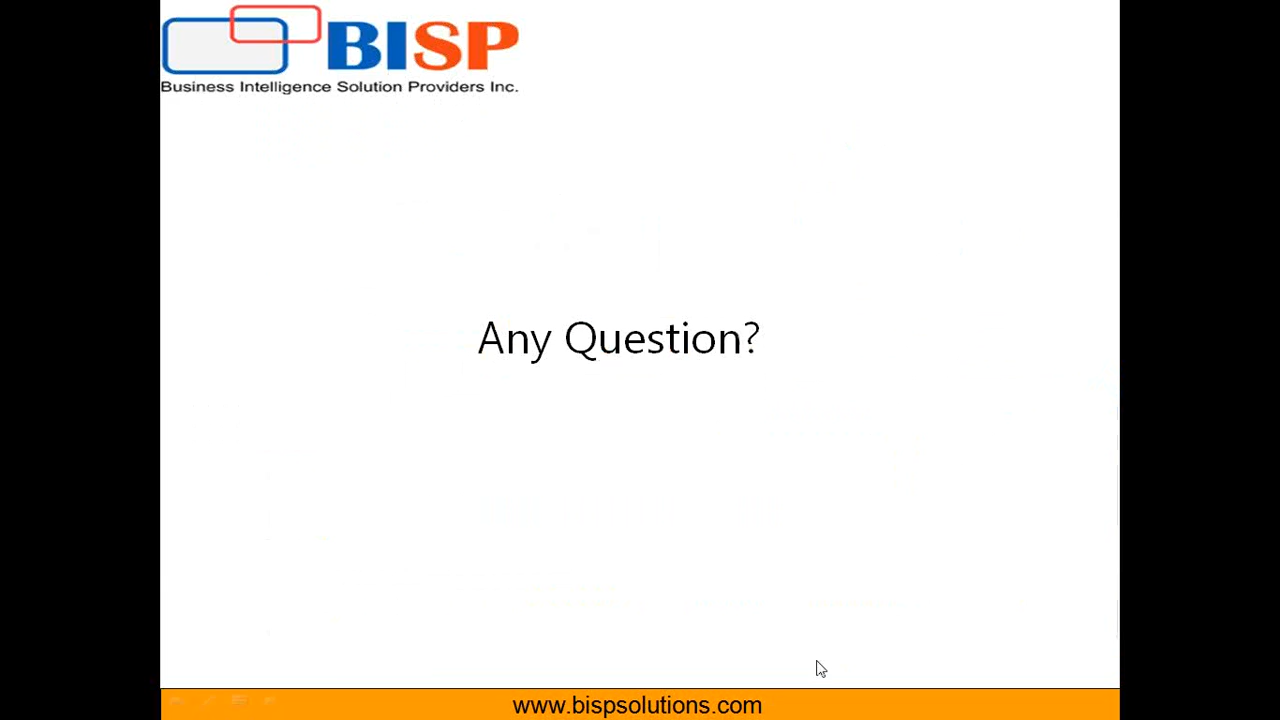 BISP
Business Intelligence Solution Providers Inc.
Any Question?
www.bispsolutions.com